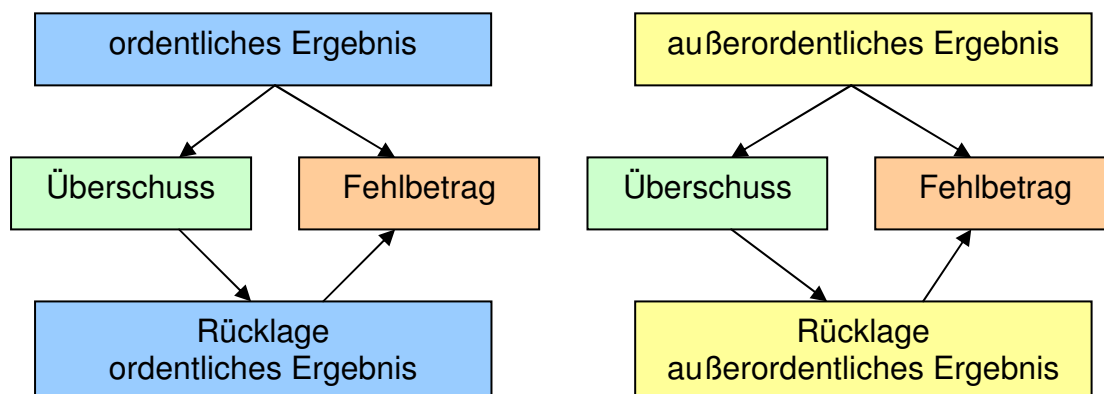 ordentliches Ergebnis
außerordentliches Ergebnis
Überschuss
Fehlbetrag
Überschuss
Fehlbetrag
Rücklage
ordentliches Ergebnis
Rücklage
außerordentliches Ergebnis